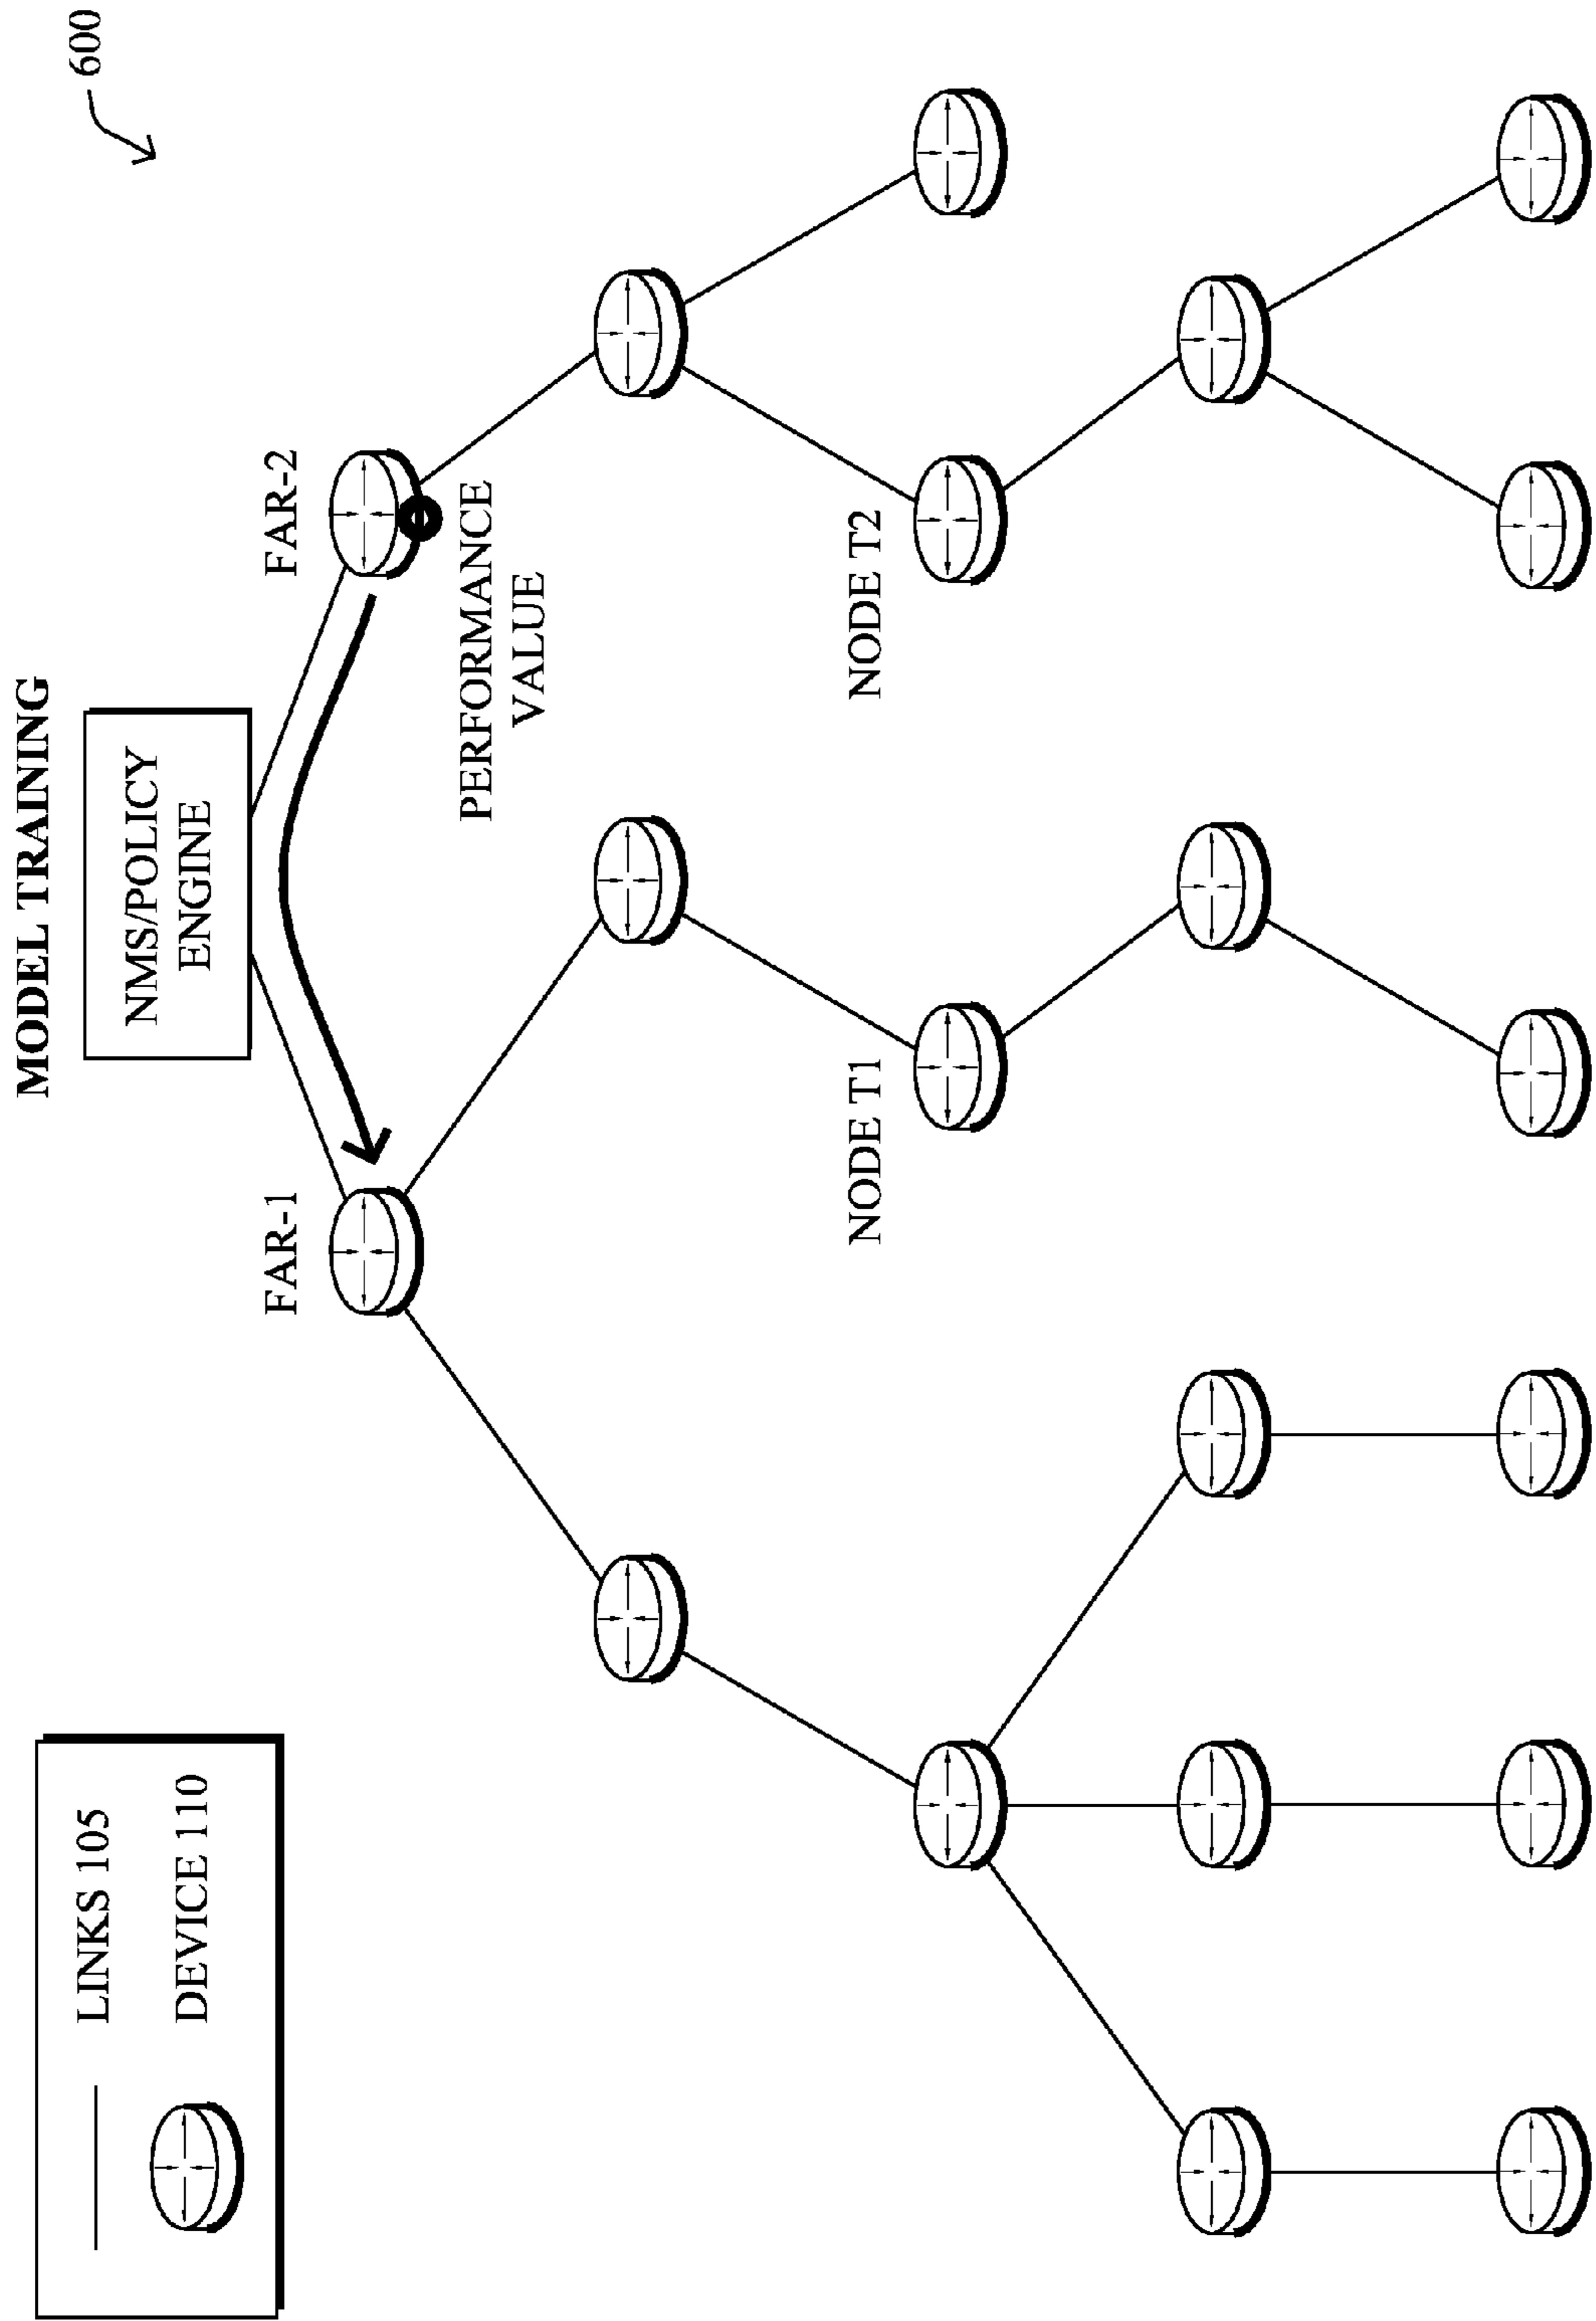 MODEL TRAINING
600
LINKS 105
DEVICE 110
NMS/POLICY
ENGINE
FAR-1
FAR-2
PERFORMANCE
VALUE
NODE T1
NODE T2